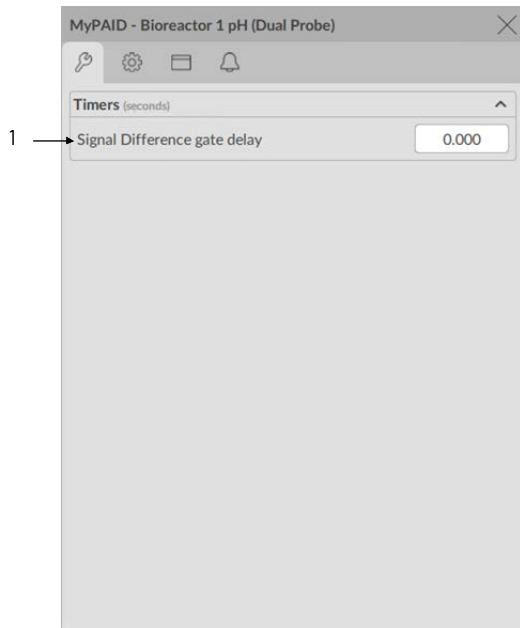 MyPAID - Bioreactor 1 pH (Dual Probe)
Timers (seconds)
1
Signal Difference gate delay 0.000